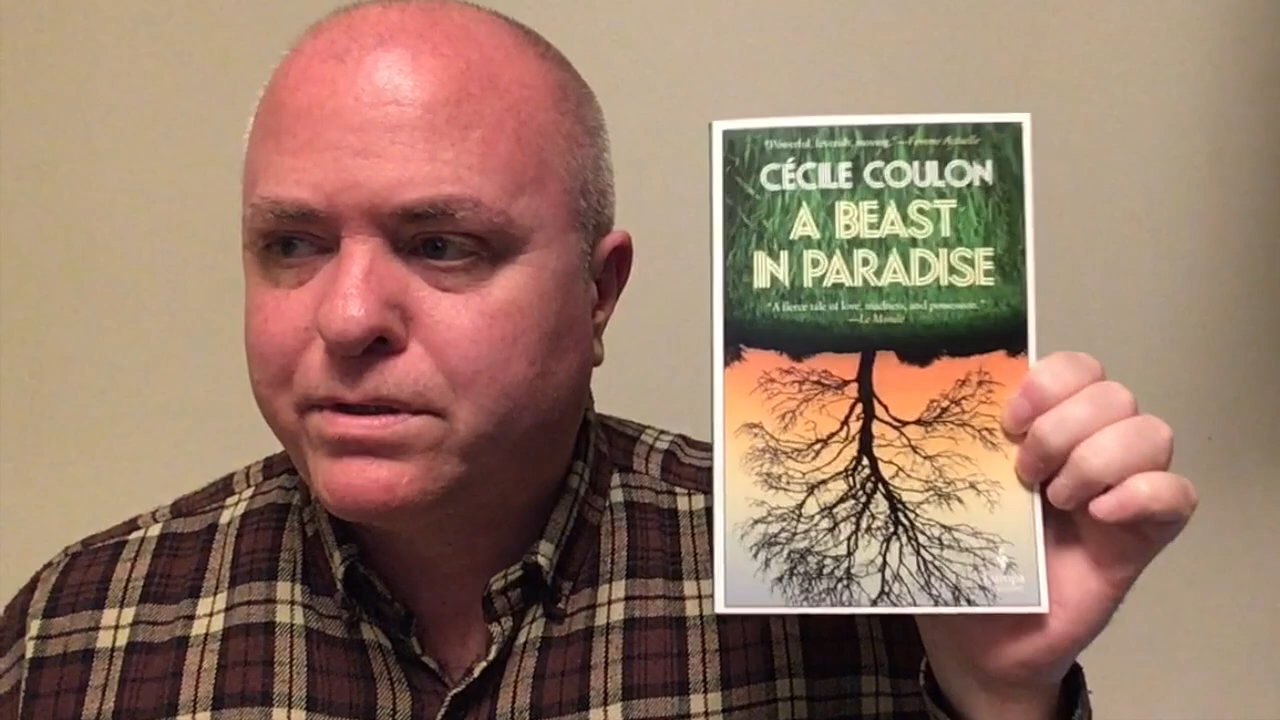 "Powerful, feverish, moving."—Femme Actuelle
CÉCILE COULON
A BEAST
IN PARADISE
"A fierce tale of love, madness, and possession."
—Le Monde
europa